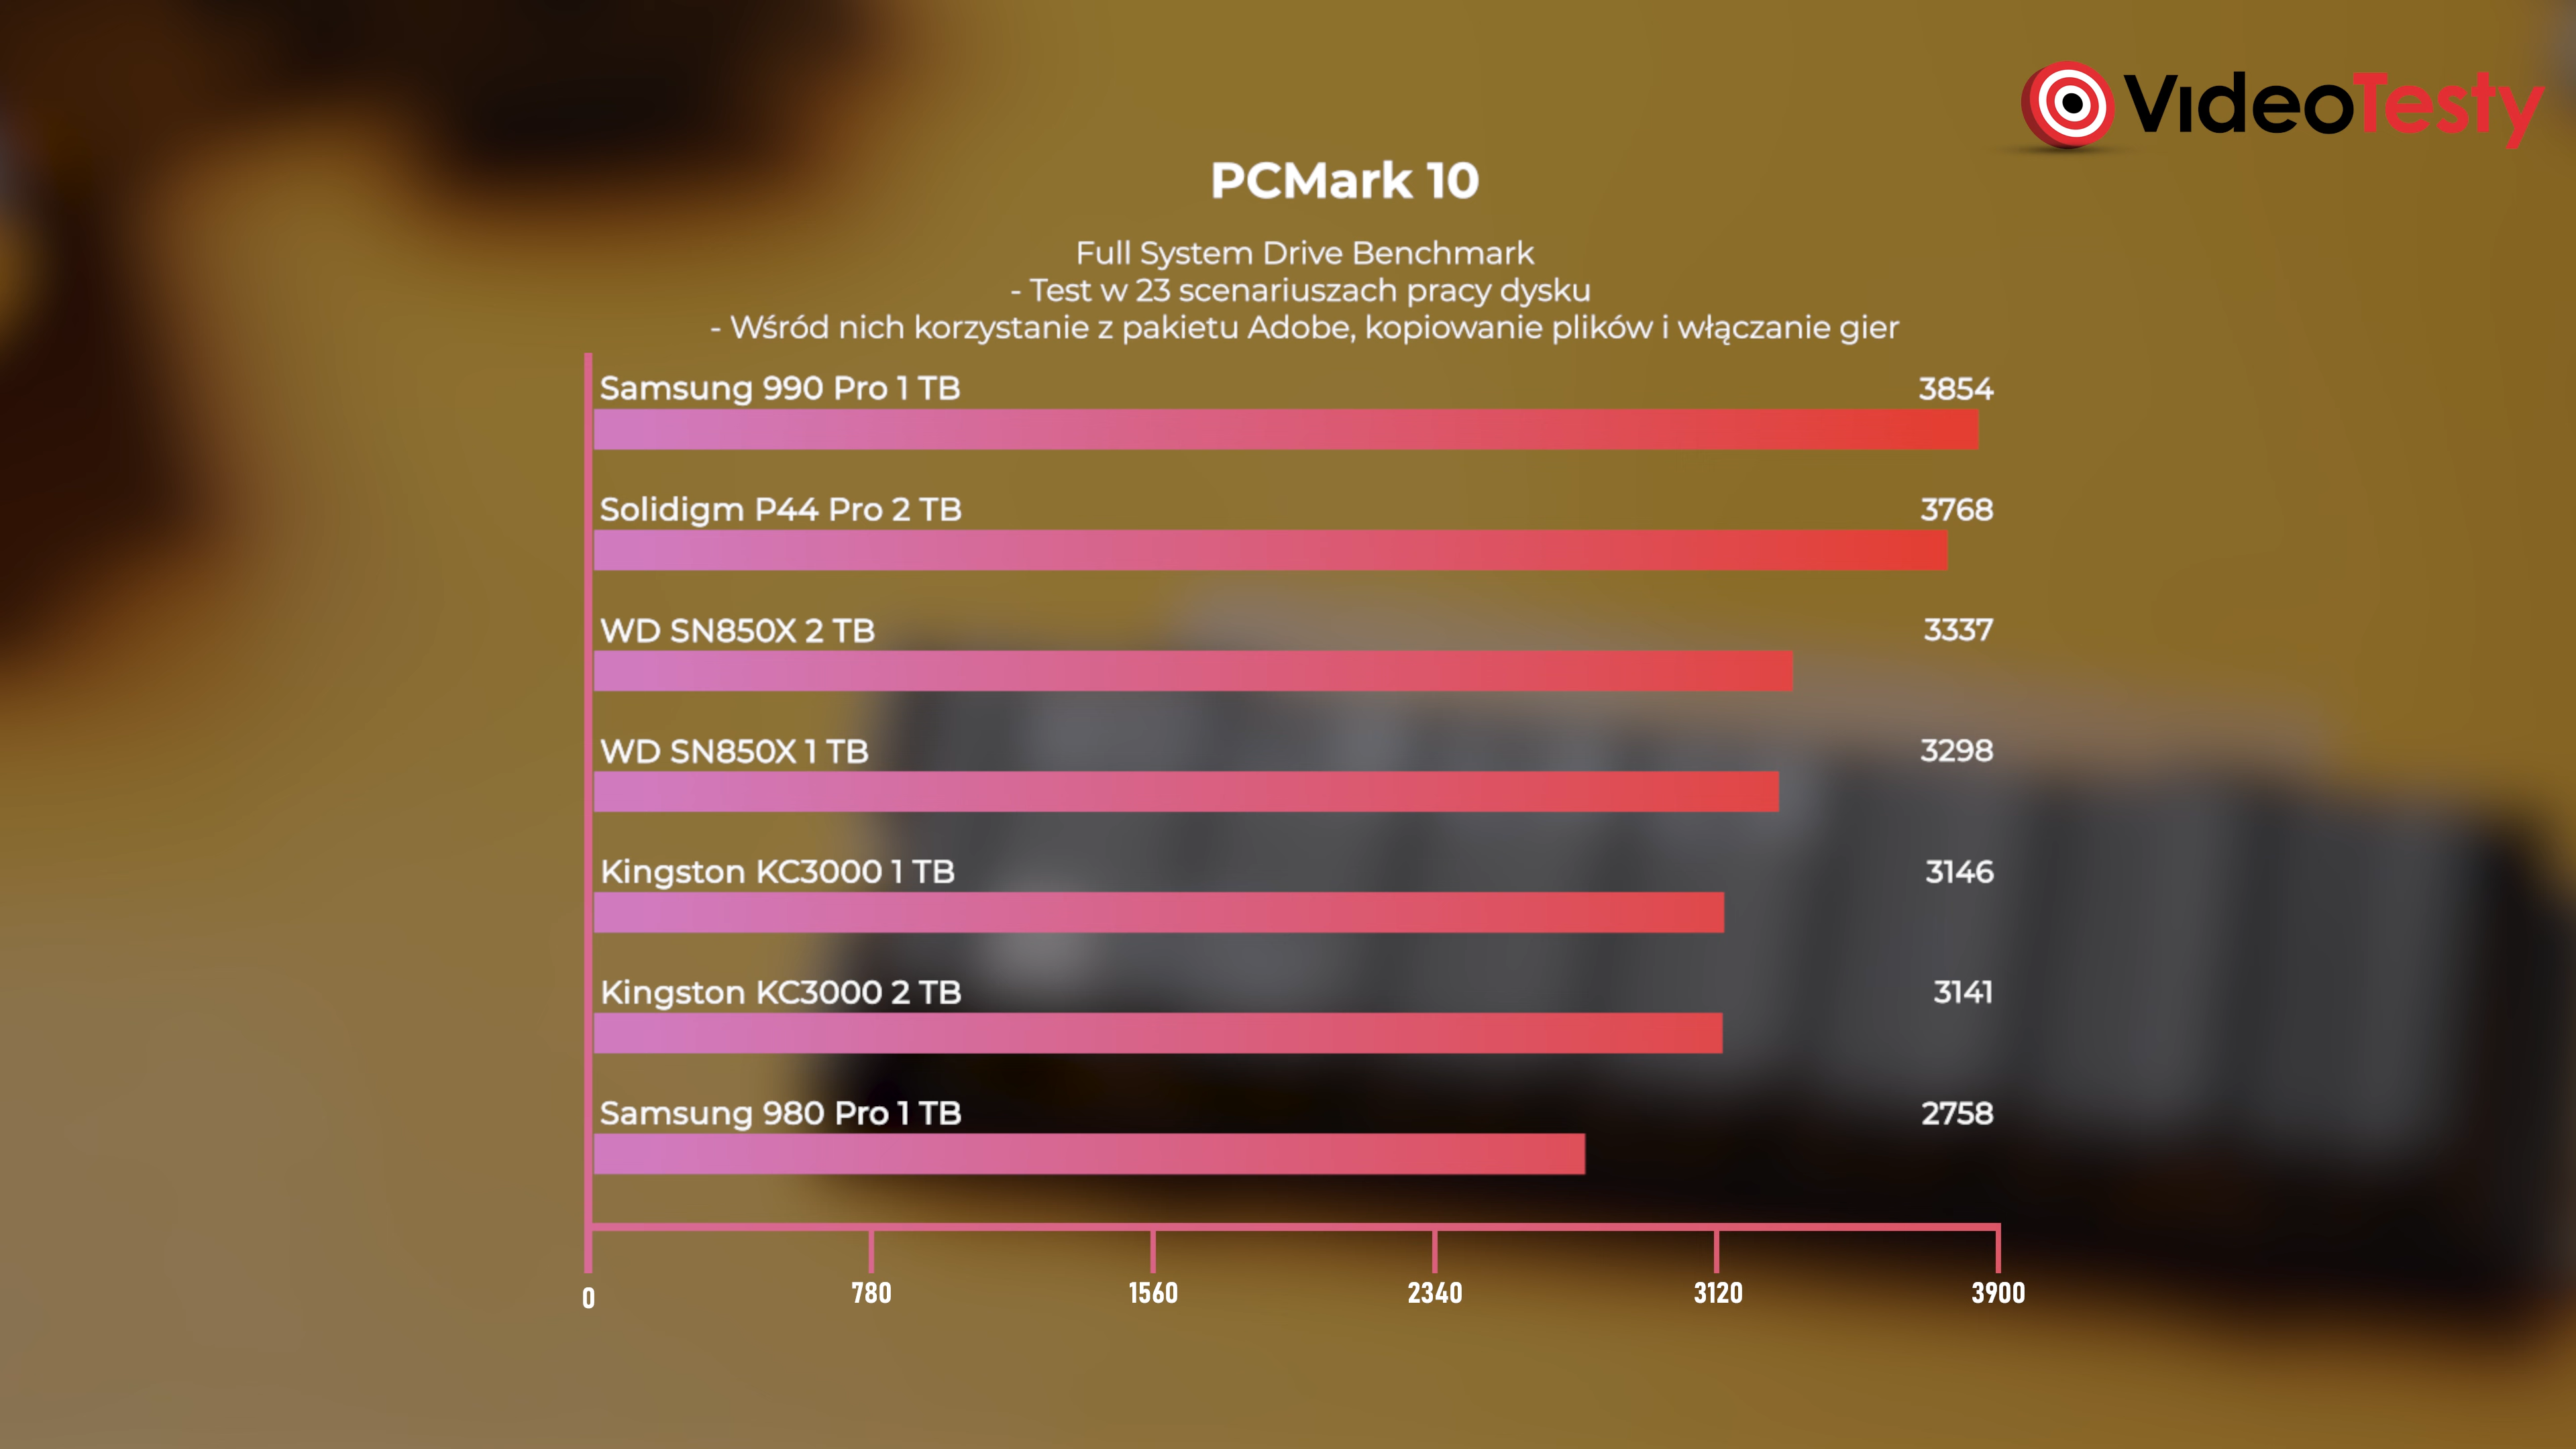 VideoTesty
PCMark 10
Full System Drive Benchmark
- Test w 23 scenariuszach pracy dysku
- Wśród nich korzystanie z pakietu Adobe, kopiowanie plików i włączanie gier
Samsung 990 Pro 1 TB 3854
Solidigm P44 Pro 2 TB 3768
WD SN850X 2 TB 3337
WD SN850X 1 TB 3298
Kingston KC3000 1 TB 3146
Kingston KC3000 2 TB 3141
Samsung 980 Pro 1 TB 2758
0 780 1560 2340 3120 3900